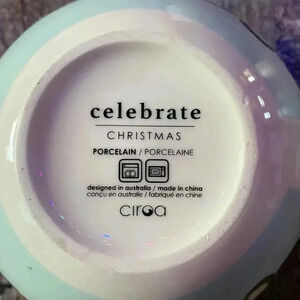 celebrate
CHRISTMAS
PORCELAIN / PORCELAINE
designed in australia / made in china
conçu en australie / fabriqué en chine
ciroa